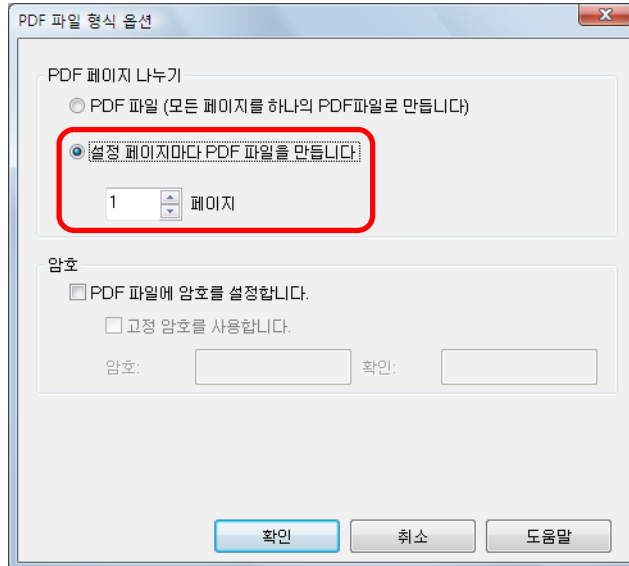 PDF 파일 형식 옵션
PDF 페이지 나누기
PDF 파일 (모든 페이지를 하나의 PDF파일로 만듭니다)
설정 페이지마다 PDF 파일을 만듭니다
1 페이지
암호
PDF 파일에 암호를 설정합니다.
고정 암호를 사용합니다.
암호: 확인:
확인 취소 도움말